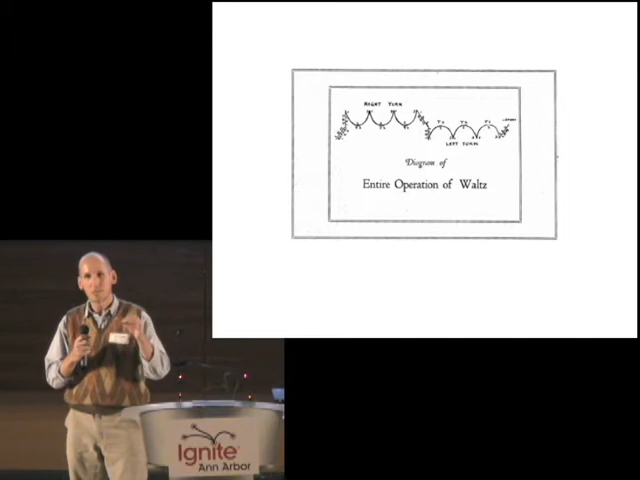 RIGHT TURN
LEFT TURN
Diagram of
Entire Operation of Waltz
Ignite
Ann Arbor